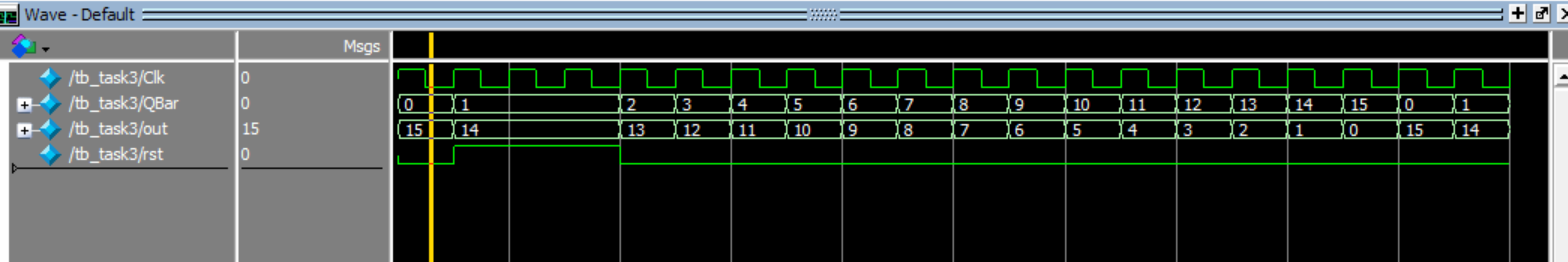 Wave - Default
Msgs
/tb_task3/Clk 0
/tb_task3/QBar 0 0 1 2 3 4 5 6 7 8 9 10 11 12 13 14 15 0 1
/tb_task3/out 15 15 14 13 12 11 10 9 8 7 6 5 4 3 2 1 0 15 14
/tb_task3/rst 0